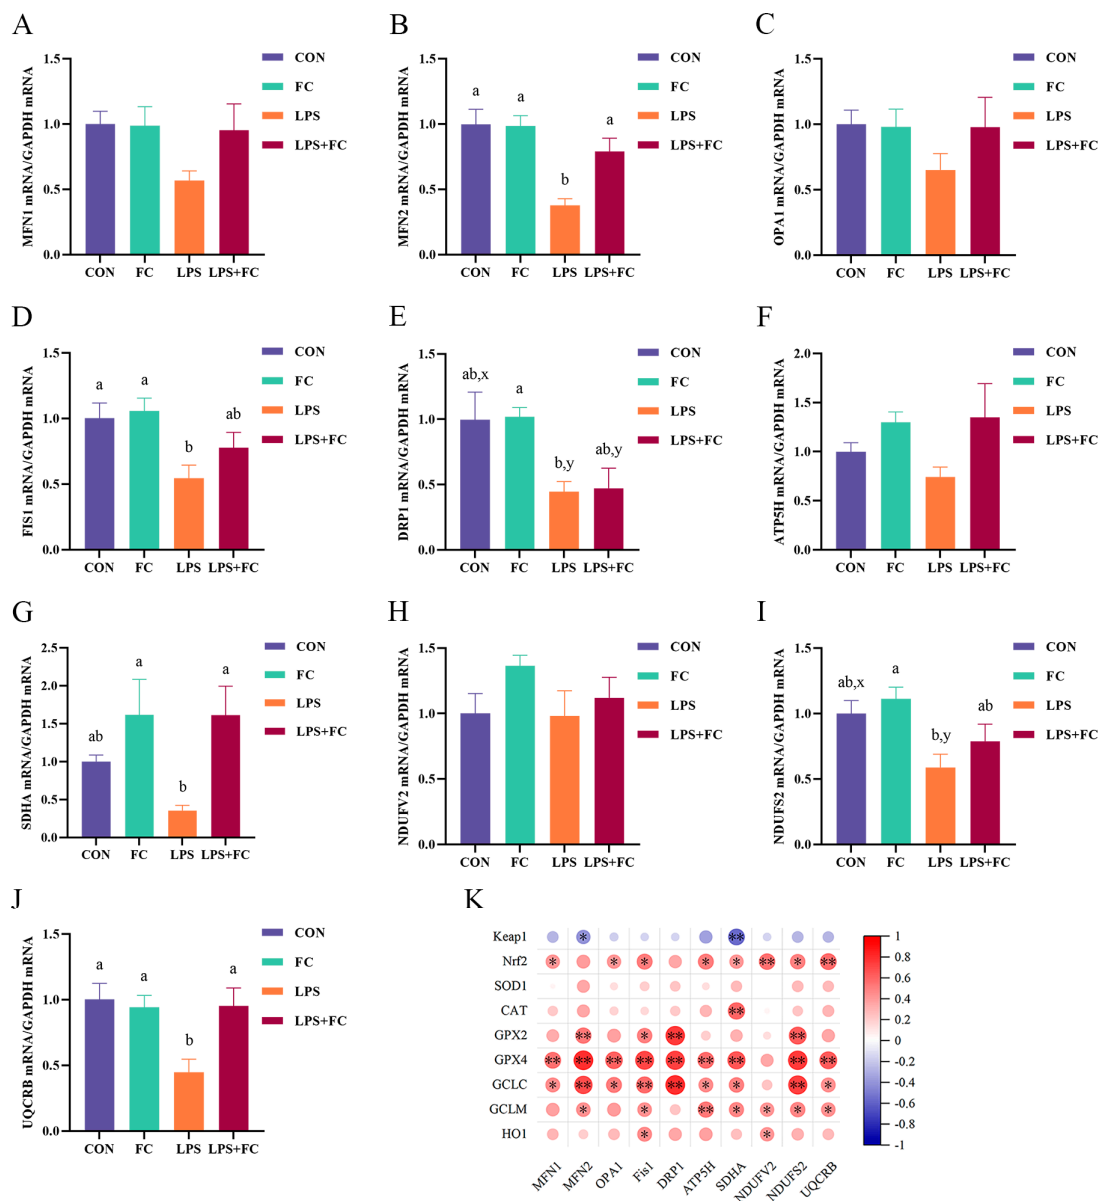 A
MFN1 mRNA/GAPDH mRNA
1.5
1.0
0.5
0.0
CON
FC
LPS
LPS+FC
CON FC LPS LPS+FC
B
MFN2 mRNA/GAPDH mRNA
1.5
1.0
0.5
0.0
a a b a
CON
FC
LPS
LPS+FC
CON FC LPS LPS+FC
C
OPA1 mRNA/GAPDH mRNA
1.5
1.0
0.5
0.0
CON
FC
LPS
LPS+FC
CON FC LPS LPS+FC
D
FIS1 mRNA/GAPDH mRNA
1.5
1.0
0.5
0.0
a a b ab
CON
FC
LPS
LPS+FC
CON FC LPS LPS+FC
E
DRP1 mRNA/GAPDH mRNA
1.5
1.0
0.5
0.0
ab,x a b,y ab,y
CON
FC
LPS
LPS+FC
CON FC LPS LPS+FC
F
ATP5H mRNA/GAPDH mRNA
2.0
1.5
1.0
0.5
0.0
CON
FC
LPS
LPS+FC
CON FC LPS LPS+FC
G
SDHA mRNA/GAPDH mRNA
2.5
2.0
1.5
1.0
0.5
0.0
ab a b a
CON
FC
LPS
LPS+FC
CON FC LPS LPS+FC
H
NDUFV2 mRNA/GAPDH mRNA
1.5
1.0
0.5
0.0
CON
FC
LPS
LPS+FC
CON FC LPS LPS+FC
I
NDUFS2 mRNA/GAPDH mRNA
1.5
1.0
0.5
0.0
ab,x a b,y ab
CON
FC
LPS
LPS+FC
CON FC LPS LPS+FC
J
UQCRB mRNA/GAPDH mRNA
1.5
1.0
0.5
0.0
a a b a
CON
FC
LPS
LPS+FC
CON FC LPS LPS+FC
K
Keap1 * **
Nrf2 * * * * * ** * **
SOD1
CAT **
GPX2 ** * ** **
GPX4 ** ** ** ** ** ** ** ** **
GCLC * ** * ** ** * * ** *
GCLM * * ** * * * *
HO1 * *
MFN1 MFN2 OPA1 Fis1 DRP1 ATP5H SDHA NDUFV2 NDUFS2 UQCRB
1
0.8
0.6
0.4
0.2
0
-0.2
-0.4
-0.6
-0.8
-1